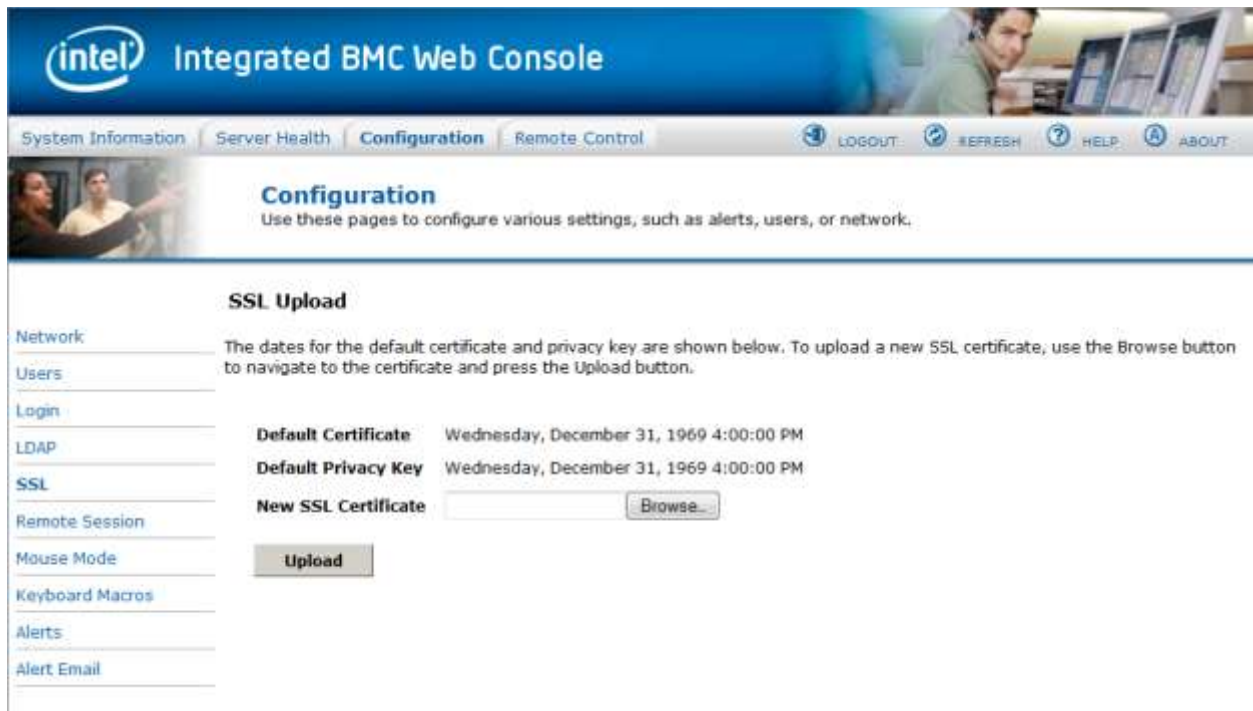 intel Integrated BMC Web Console
System Information Server Health Configuration Remote Control LOGOUT REFRESH HELP ABOUT
Configuration
Use these pages to configure various settings, such as alerts, users, or network.
SSL Upload
The dates for the default certificate and privacy key are shown below. To upload a new SSL certificate, use the Browse button
to navigate to the certificate and press the Upload button.
Network
Users
Login
LDAP
SSL
Remote Session
Mouse Mode
Keyboard Macros
Alerts
Alert Email
Default Certificate Wednesday, December 31, 1969 4:00:00 PM
Default Privacy Key Wednesday, December 31, 1969 4:00:00 PM
New SSL Certificate Browse...
Upload